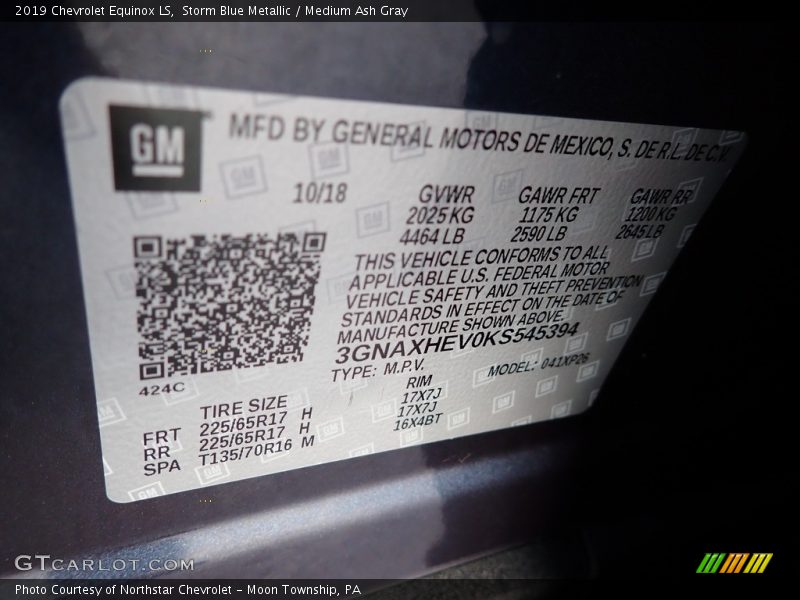 2019 Chevrolet Equinox LS,  Storm Blue Metallic / Medium Ash Gray
GM
MFD BY GENERAL MOTORS DE MEXICO, S. DE R.L. DE C.V.
10/18
GVWR GAWR FRT GAWR RR
2025 KG 1175 KG 1200 KG
4464 LB 2590 LB 2645 LB
THIS VEHICLE CONFORMS TO ALL
APPLICABLE U.S. FEDERAL MOTOR
VEHICLE SAFETY AND THEFT PREVENTION
STANDARDS IN EFFECT ON THE DATE OF
MANUFACTURE SHOWN ABOVE.
3GNAXHEV0KS545394
TYPE: M.P.V. MODEL: 041XP26
424C
TIRE SIZE RIM
FRT 225/65R17 H 17X7J
RR 225/65R17 H 17X7J
SPA T135/70R16 M 16X4BT
GTCARLOT.COM
Photo Courtesy of Northstar Chevrolet - Moon Township, PA